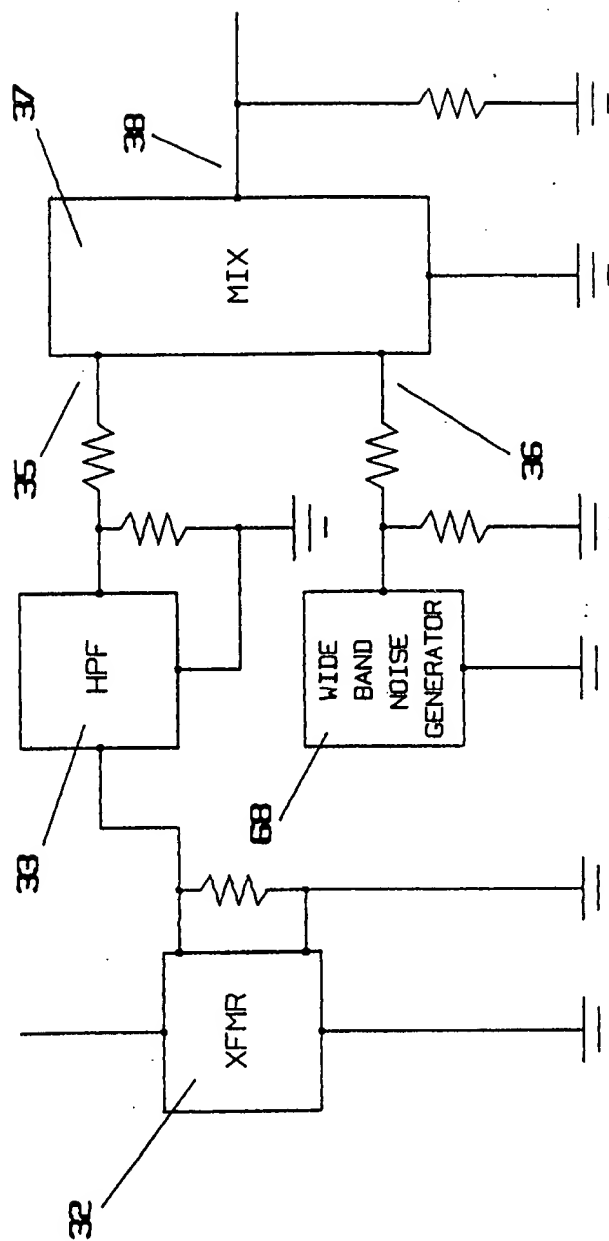 37
38
MIX
35
36
HPF
33
WIDE
BAND
NOISE
GENERATOR
68
XFMR
32